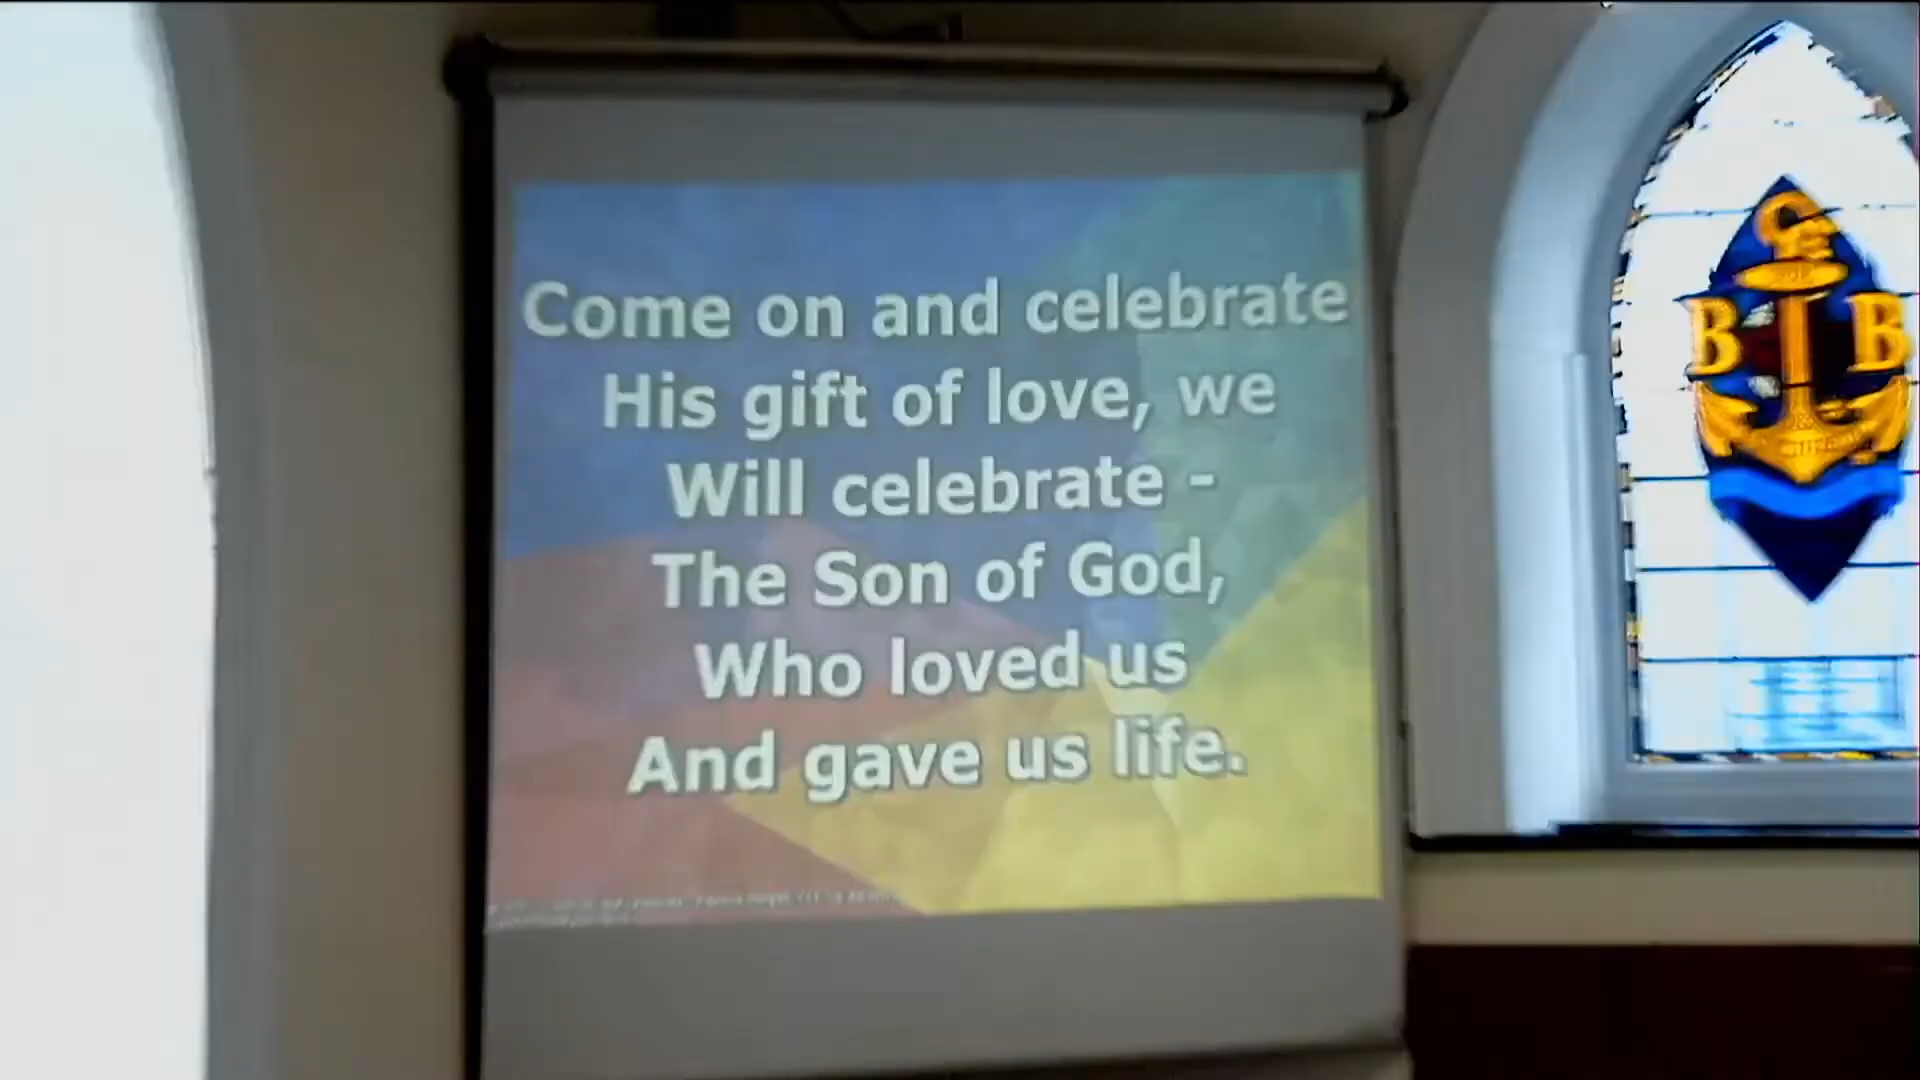 Come on and celebrate
His gift of love, we
Will celebrate -
The Son of God,
Who loved us
And gave us life.
B B